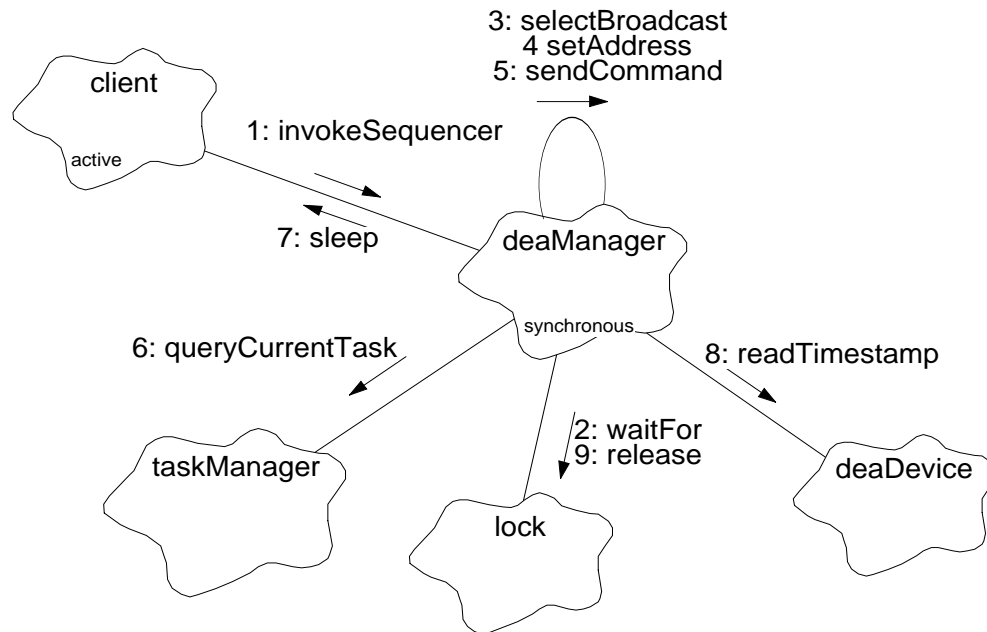 3: selectBroadcast
4 setAddress
5: sendCommand
client
active
1: invokeSequencer
7: sleep
deaManager
synchronous
6: queryCurrentTask
8: readTimestamp
2: waitFor
9: release
taskManager
lock
deaDevice